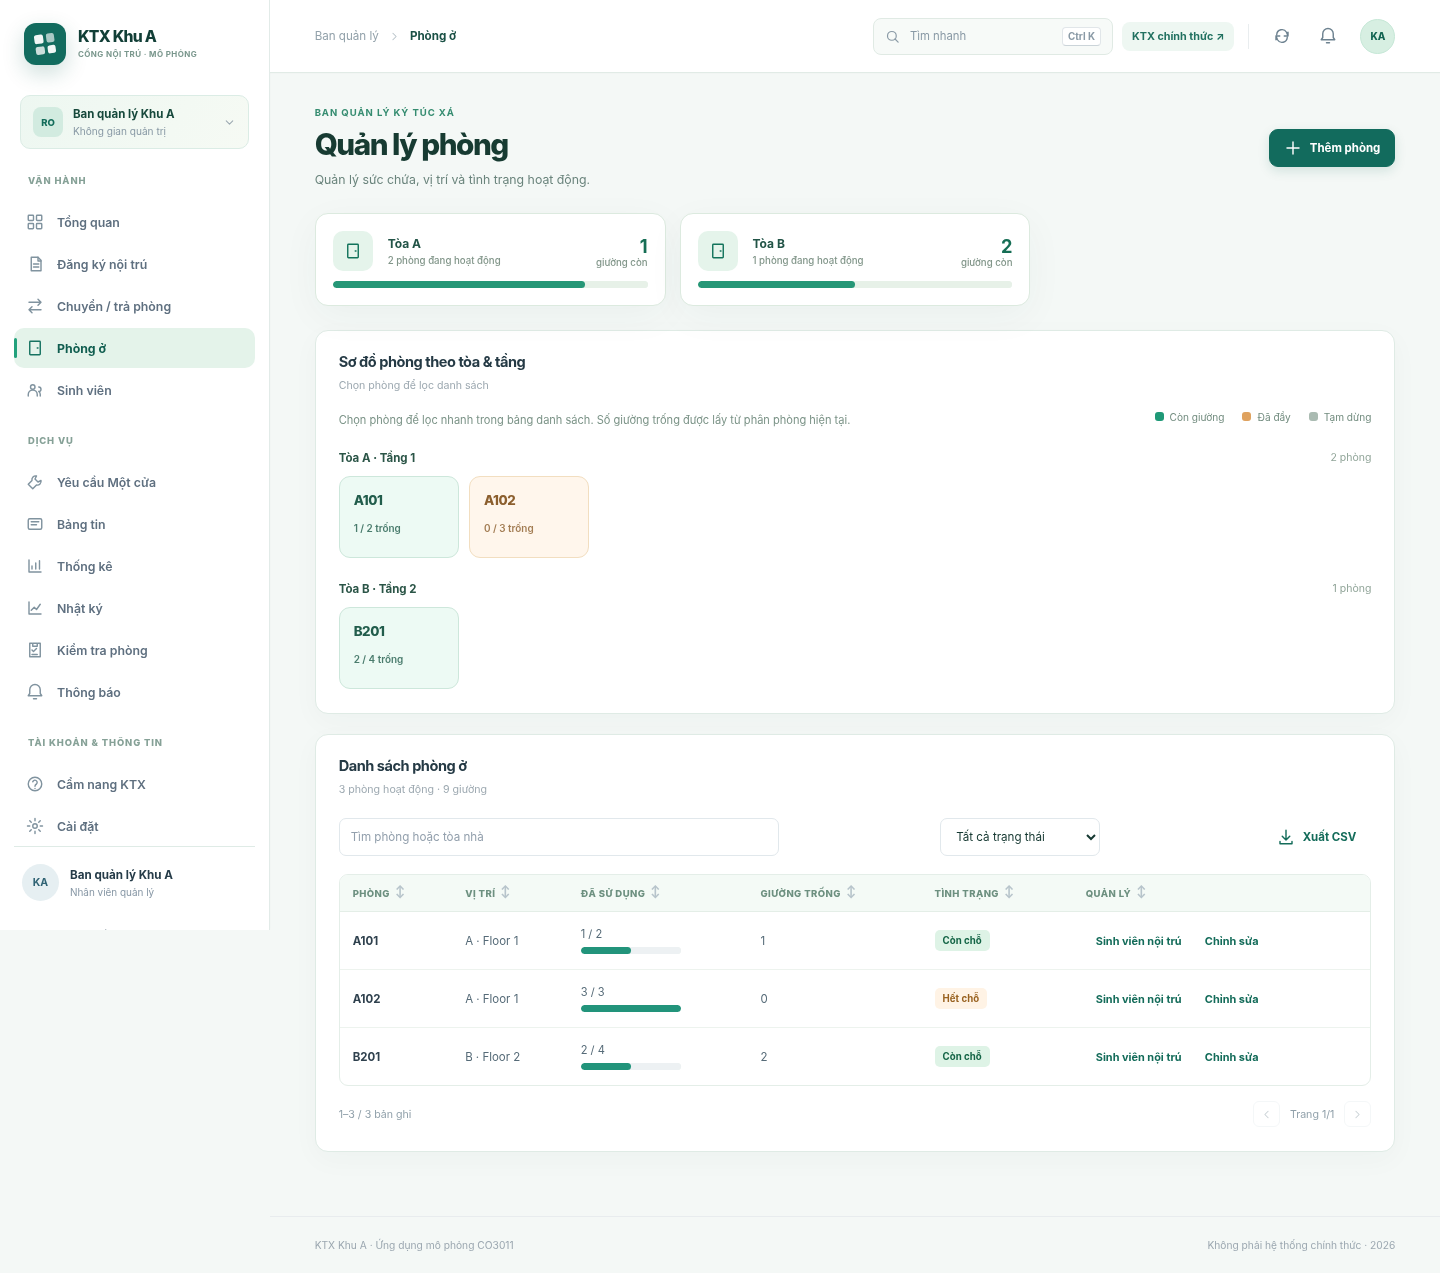 KTX Khu A
CỔNG NỘI TRÚ · MÔ PHỎNG
RO
Ban quản lý Khu A
Không gian quản trị
VẬN HÀNH
Tổng quan
Đăng ký nội trú
Chuyển / trả phòng
Phòng ở
Sinh viên
DỊCH VỤ
Yêu cầu Một cửa
Bảng tin
Thống kê
Nhật ký
Kiểm tra phòng
Thông báo
TÀI KHOẢN & THÔNG TIN
Cẩm nang KTX
Cài đặt
KA
Ban quản lý Khu A
Nhân viên quản lý
Ban quản lý
Phòng ở
Tìm nhanh
Ctrl K
KTX chính thức ↗
KA
BAN QUẢN LÝ KÝ TÚC XÁ
Quản lý phòng
Quản lý sức chứa, vị trí và tình trạng hoạt động.
Thêm phòng
Tòa A
2 phòng đang hoạt động
1
giường còn
Tòa B
1 phòng đang hoạt động
2
giường còn
Sơ đồ phòng theo tòa & tầng
Chọn phòng để lọc danh sách
Chọn phòng để lọc nhanh trong bảng danh sách. Số giường trống được lấy từ phân phòng hiện tại.
Còn giường
Đã đầy
Tạm dừng
Tòa A · Tầng 1
2 phòng
A101
1 / 2 trống
A102
0 / 3 trống
Tòa B · Tầng 2
1 phòng
B201
2 / 4 trống
Danh sách phòng ở
3 phòng hoạt động · 9 giường
Tìm phòng hoặc tòa nhà
Tất cả trạng thái
Xuất CSV
PHÒNG
VỊ TRÍ
ĐÃ SỬ DỤNG
GIƯỜNG TRỐNG
TÌNH TRẠNG
QUẢN LÝ
A101
A · Floor 1
1 / 2
1
Còn chỗ
Sinh viên nội trú
Chỉnh sửa
A102
A · Floor 1
3 / 3
0
Hết chỗ
Sinh viên nội trú
Chỉnh sửa
B201
B · Floor 2
2 / 4
2
Còn chỗ
Sinh viên nội trú
Chỉnh sửa
1–3 / 3 bản ghi
Trang 1/1
KTX Khu A · Ứng dụng mô phỏng CO3011
Không phải hệ thống chính thức · 2026